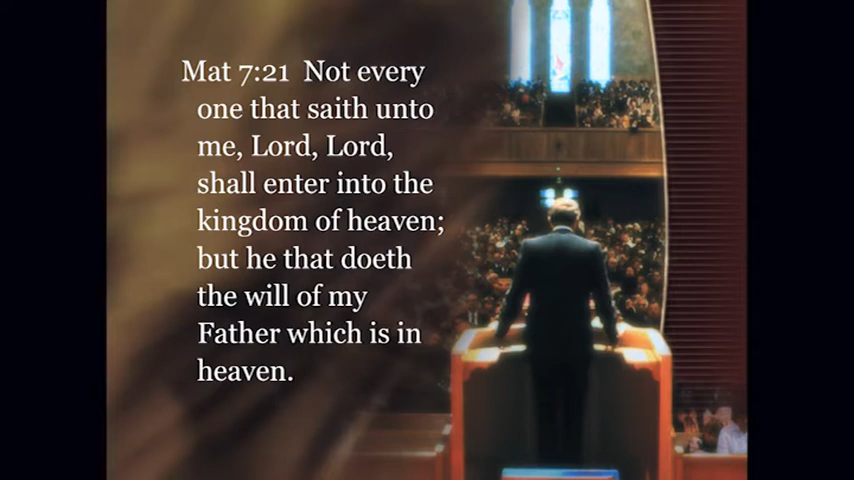 Mat 7:21  Not every
one that saith unto
me, Lord, Lord,
shall enter into the
kingdom of heaven;
but he that doeth
the will of my
Father which is in
heaven.